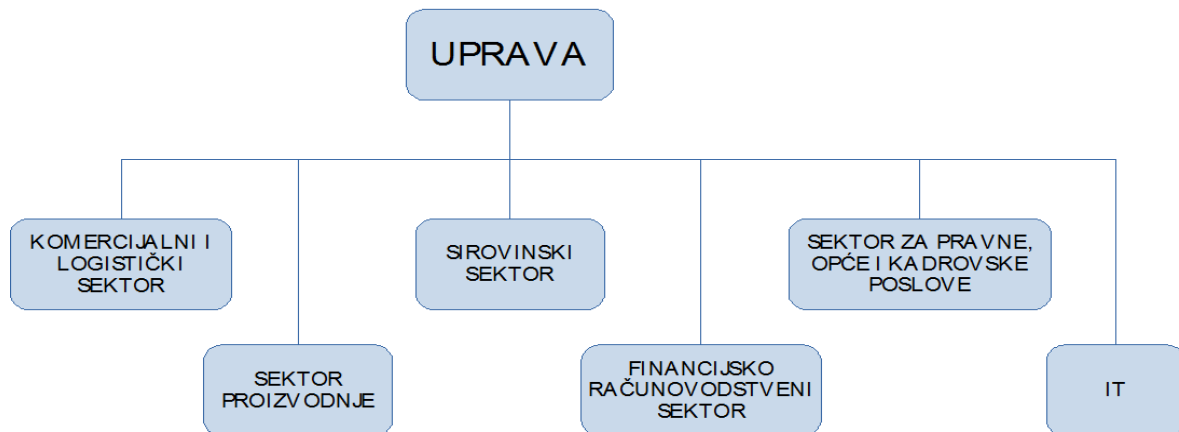 UPRAVA
KOMERCIJALNI I
LOGISTIČKI
SEKTOR
SIROVINSKI
SEKTOR
SEKTOR ZA PRAVNE,
OPĆE I KADROVSKE
POSLOVE
SEKTOR
PROIZVODNJE
FINANCIJSKO
RAČUNOVODSTVENI
SEKTOR
IT